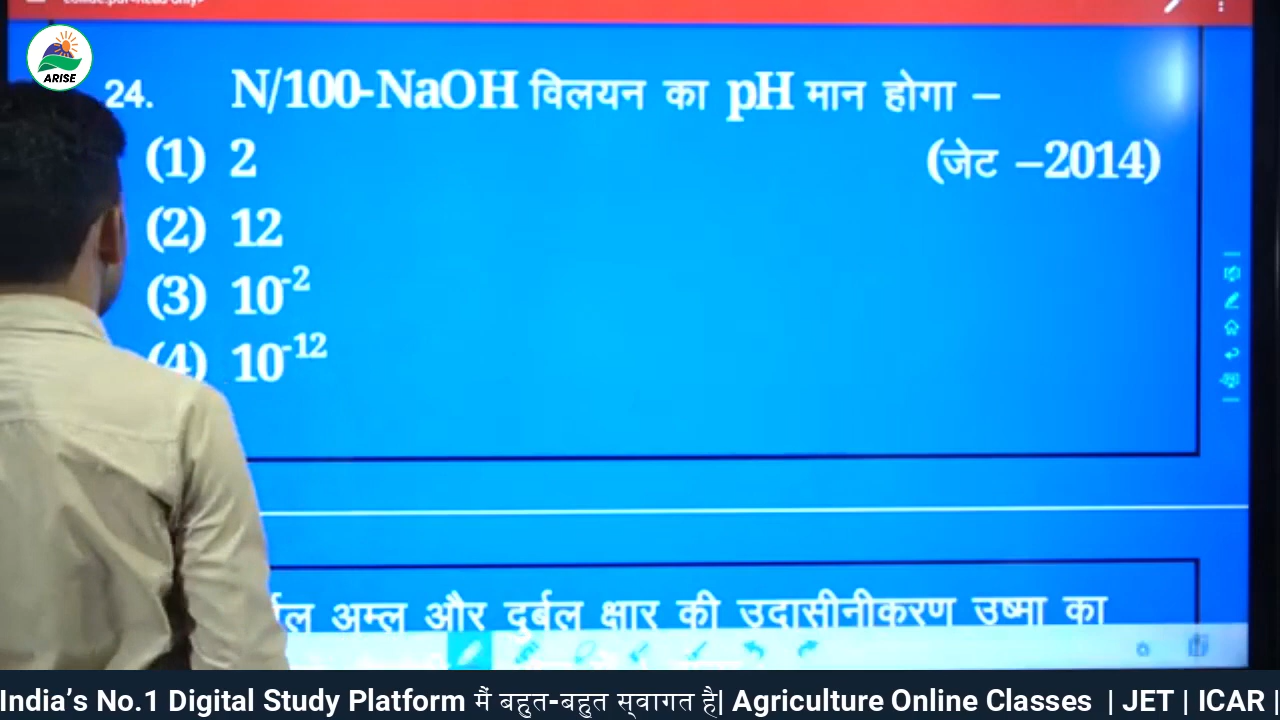 ARISE
24. N/100-NaOH विलयन का pH मान होगा –
(1) 2
(जेट –2014)
(2) 12
(3) 10⁻²
(4) 10⁻¹²
अम्ल और दुर्बल क्षार की उदासीनीकरण उष्मा का
India's No.1 Digital Study Platform में बहुत-बहुत स्वागत है| Agriculture Online Classes | JET | ICAR |